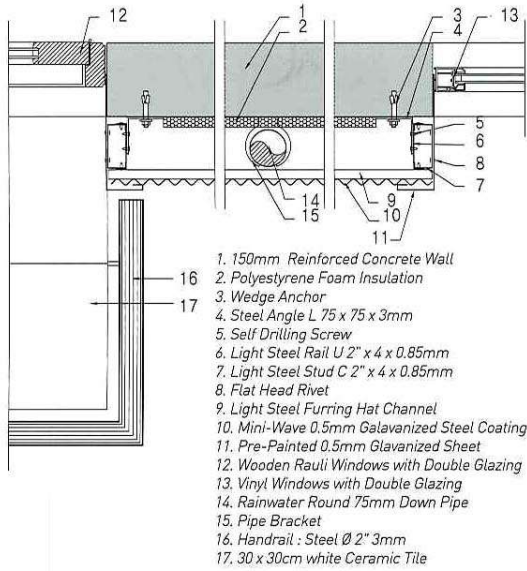 12
1
2
3
4
13
5
6
8
7
9
10
11
14
15
16
17
1. 150mm Reinforced Concrete Wall
2. Polyestyrene Foam Insulation
3. Wedge Anchor
4. Steel Angle L 75 x 75 x 3mm
5. Self Drilling Screw
6. Light Steel Rail U 2" x 4 x 0.85mm
7. Light Steel Stud C 2" x 4 x 0.85mm
8. Flat Head Rivet
9. Light Steel Furring Hat Channel
10. Mini-Wave 0.5mm Galavanized Steel Coating
11. Pre-Painted 0.5mm Glavanized Sheet
12. Wooden Rauli Windows with Double Glazing
13. Vinyl Windows with Double Glazing
14. Rainwater Round 75mm Down Pipe
15. Pipe Bracket
16. Handrail : Steel Ø 2" 3mm
17. 30 x 30cm white Ceramic Tile